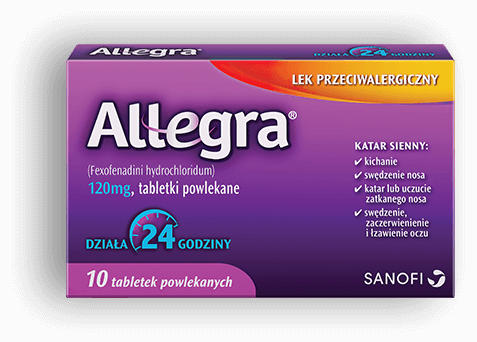 Allegra®
DZIAŁA 24 GODZINY
LEK PRZECIWALERGICZNY
Allegra®
(Fexofenadini hydrochloridum)
120mg, tabletki powlekane
DZIAŁA 24 GODZINY
10 tabletek powlekanych
KATAR SIENNY:
✓ kichanie
✓ swędzenie nosa
✓ katar lub uczucie
zatkanego nosa
✓ swędzenie,
zaczerwienienie
i łzawienie oczu
SANOFI